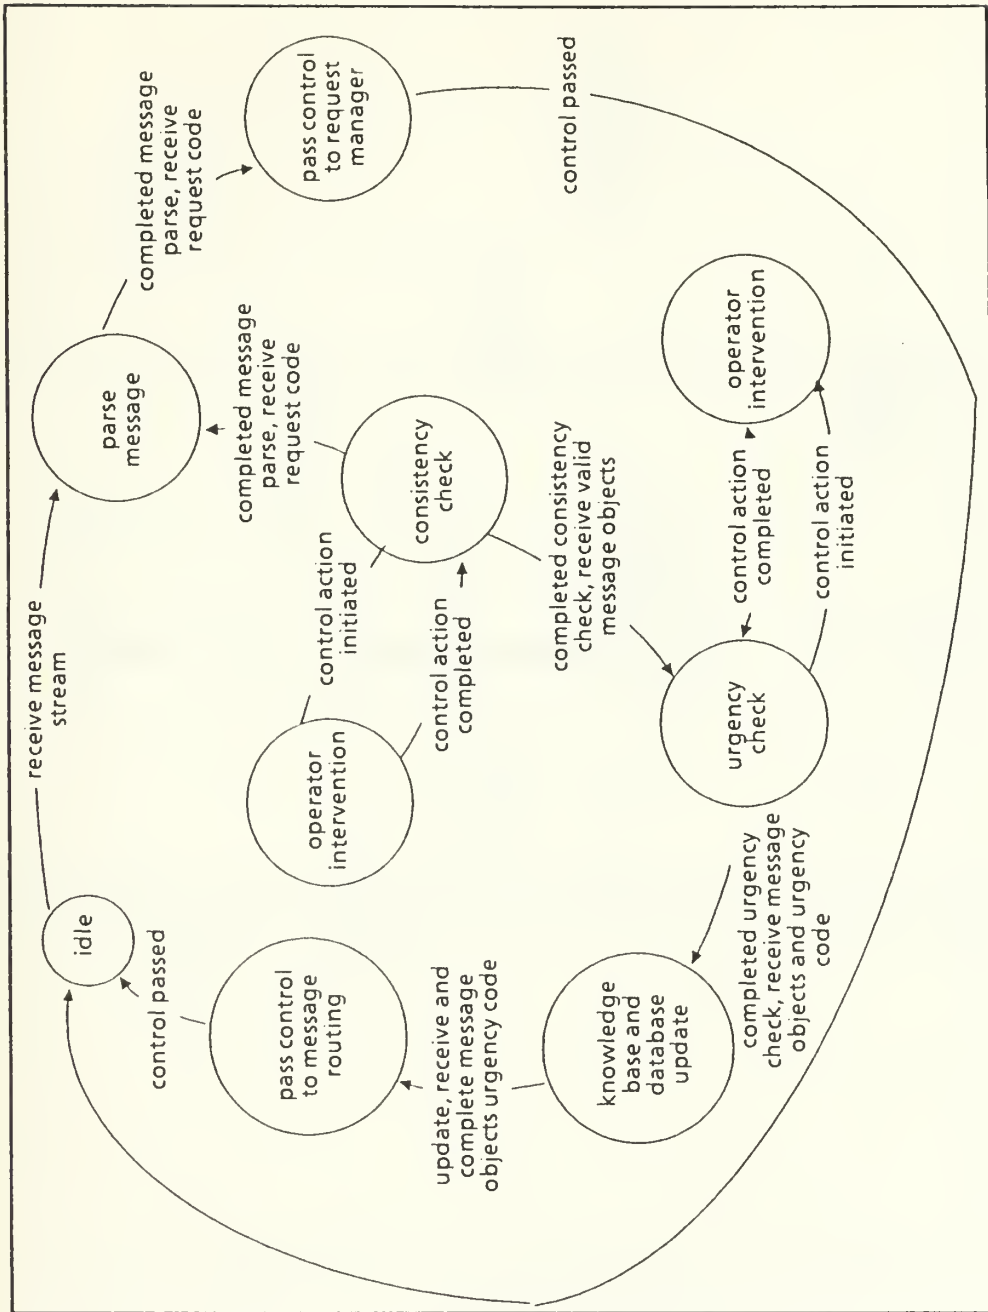 idle
receive message
stream
parse
message
completed message
parse, receive
request code
pass control
to request
manager
control passed
control passed
pass control
to message
routing
operator
intervention
control action
initiated
control action
completed
completed message
parse, receive
request code
consistency
check
update, receive and
complete message
objects urgency code
completed consistency
check, receive valid
message objects
knowledge
base and
database
update
completed urgency
check, receive message
objects and urgency
code
urgency
check
control action
completed
control action
initiated
operator
intervention